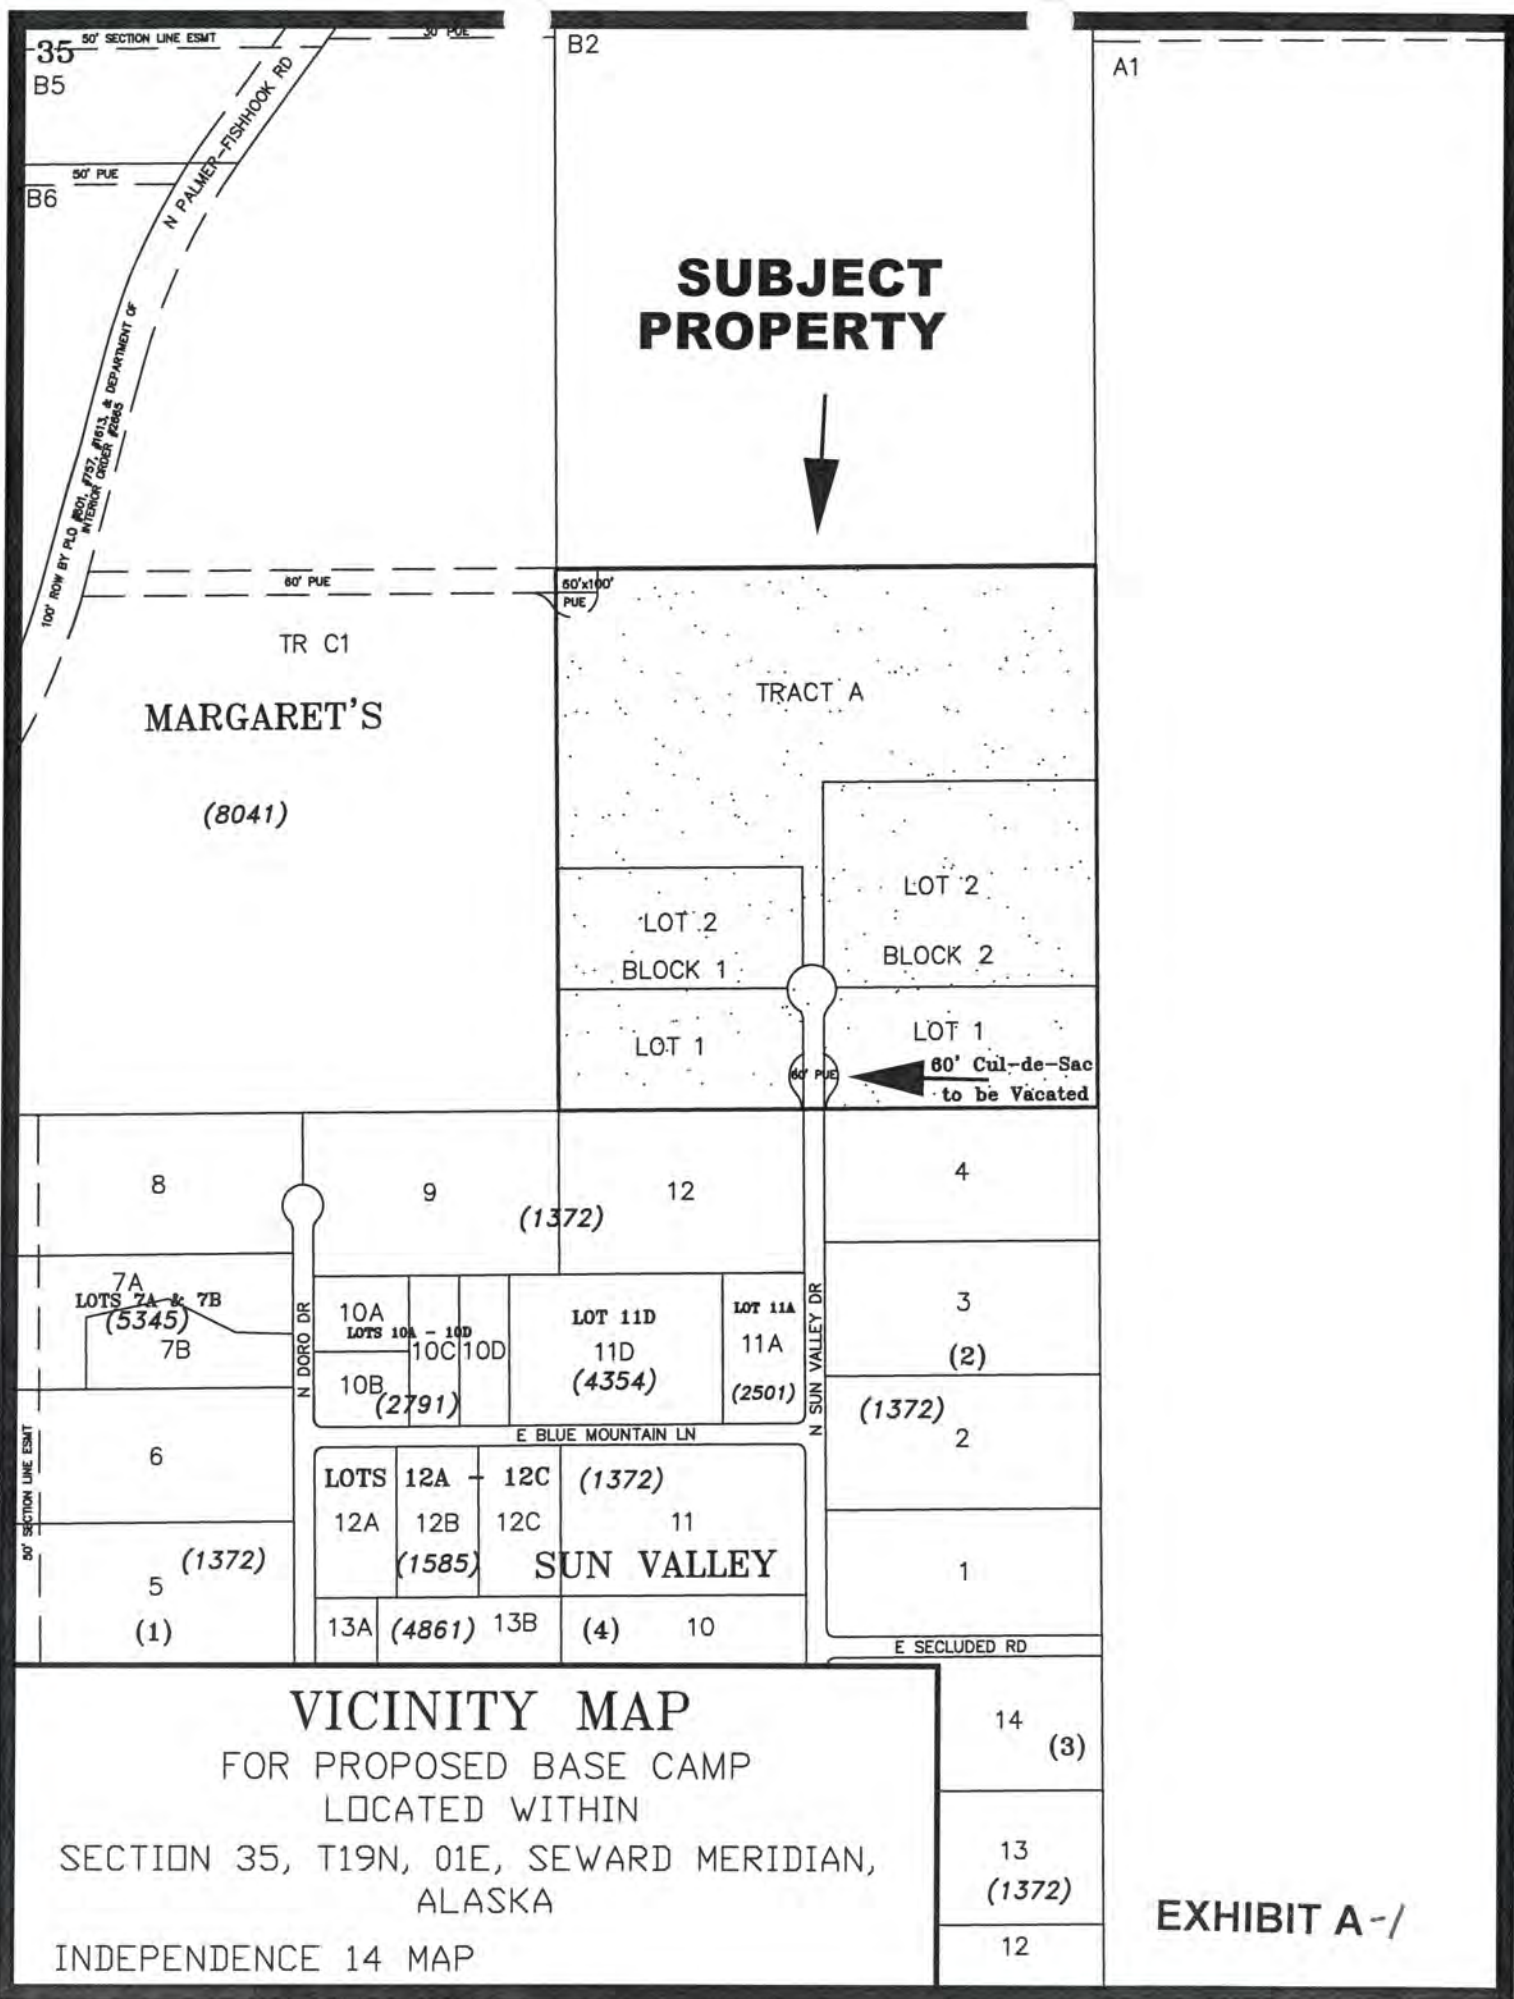 50' SECTION LINE ESMT
35
B5
30' PUE
B2
A1
N PALMER-FISHHOOK RD
50' PUE
B6
SUBJECT
PROPERTY
100' ROW BY PLO #601, #757, #1613, & DEPARTMENT OF
INTERIOR ORDER #2665
60' PUE
60'x100'
PUE
TR C1
MARGARET'S
(8041)
TRACT A
LOT 2
BLOCK 1
LOT 2
BLOCK 2
LOT 1
LOT 1
60' PUE
60' Cul-de-Sac
to be Vacated
8
9
12
(1372)
4
7A
LOTS 7A & 7B
(5345)
7B
N DORO DR
10A
LOTS 10A - 10D
10C
10D
10B
(2791)
LOT 11D
11D
(4354)
LOT 11A
11A
(2501)
N SUN VALLEY DR
3
(2)
(1372)
2
E BLUE MOUNTAIN LN
50' SECTION LINE ESMT
6
LOTS 12A - 12C
(1372)
12A
12B
12C
11
(1585)
SUN VALLEY
1
(1372)
5
(1)
13A
(4861)
13B
(4)
10
E SECLUDED RD
VICINITY MAP
FOR PROPOSED BASE CAMP
LOCATED WITHIN
SECTION 35, T19N, 01E, SEWARD MERIDIAN,
ALASKA
INDEPENDENCE 14 MAP
14
(3)
13
(1372)
12
EXHIBIT A-1